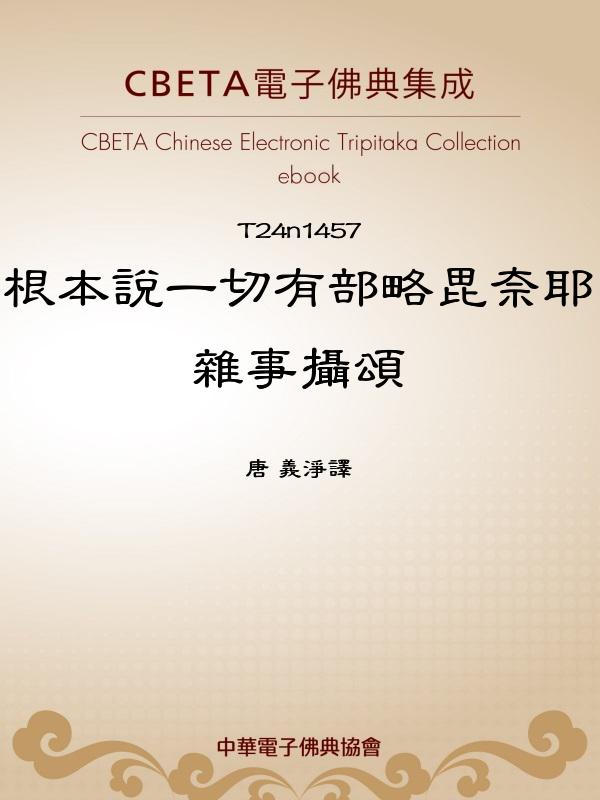 CBETA電子佛典集成
CBETA Chinese Electronic Tripitaka Collection
ebook
T24n1457
根本說一切有部略毘奈耶
雜事攝頌
唐 義淨譯
中華電子佛典協會